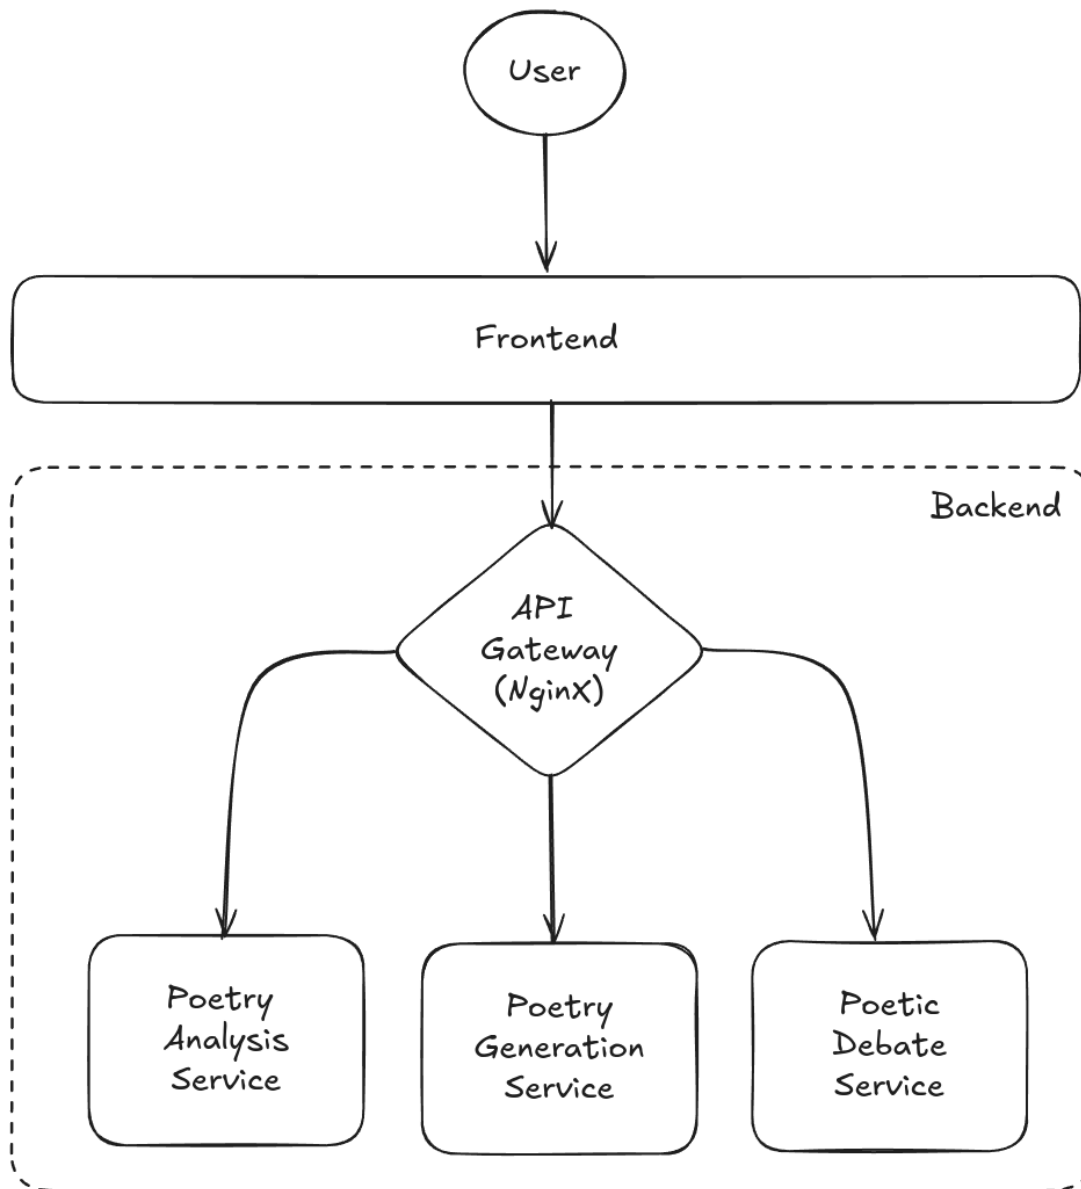 User
Frontend
Backend
API
Gateway
(NginX)
Poetry
Analysis
Service
Poetry
Generation
Service
Poetic
Debate
Service